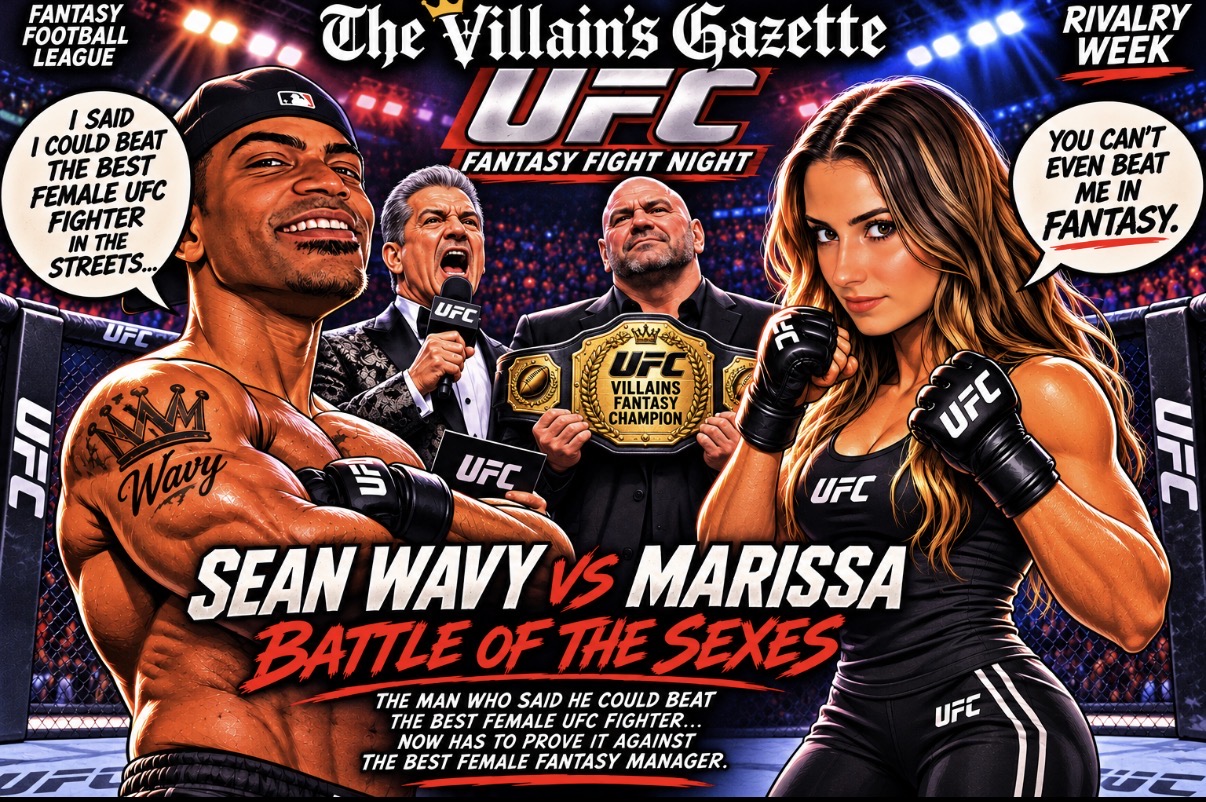 FANTASY
FOOTBALL
LEAGUE
The Villain's Gazette
RIVALRY
WEEK
UFC
FANTASY FIGHT NIGHT
I SAID
I COULD BEAT
THE BEST
FEMALE UFC
FIGHTER
IN THE
STREETS...
YOU CAN'T
EVEN BEAT
ME IN
FANTASY.
UFC
UFC
UFC
VILLAINS
FANTASY
CHAMPION
UFC
UFC
UFC
UFC
UFC
UFC
UFC
Wavy
SEAN WAVY VS MARISSA
BATTLE OF THE SEXES
THE MAN WHO SAID HE COULD BEAT
THE BEST FEMALE UFC FIGHTER...
NOW HAS TO PROVE IT AGAINST
THE BEST FEMALE FANTASY MANAGER.
UFC
UFC
UFC